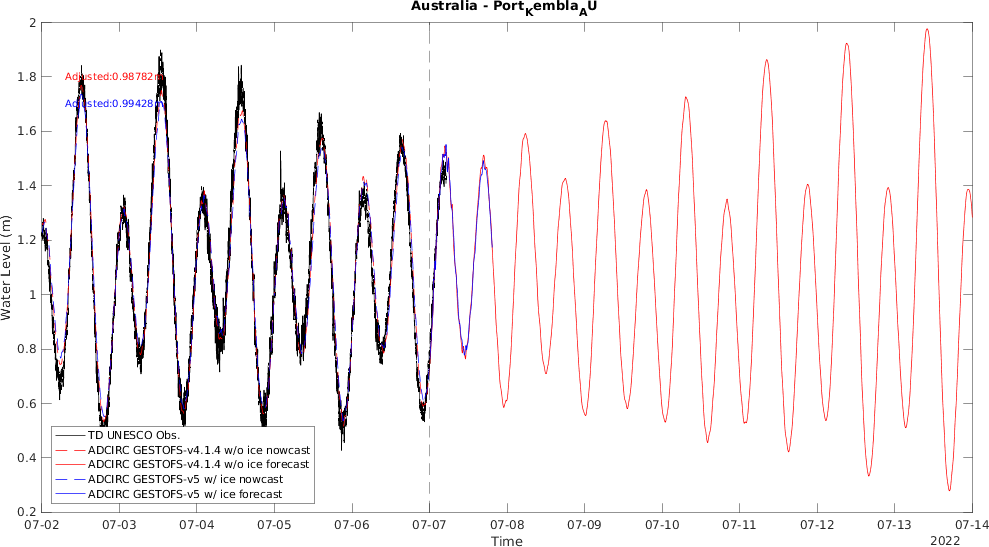 Australia - PortKemblaAU
Adjusted:0.98782m
Adjusted:0.99428m
Water Level (m)
2
1.8
1.6
1.4
1.2
1
0.8
0.6
0.4
0.2
TD UNESCO Obs.
ADCIRC GESTOFS-v4.1.4 w/o ice nowcast
ADCIRC GESTOFS-v4.1.4 w/o ice forecast
ADCIRC GESTOFS-v5 w/ ice nowcast
ADCIRC GESTOFS-v5 w/ ice forecast
07-02 07-03 07-04 07-05 07-06 07-07 07-08 07-09 07-10 07-11 07-12 07-13 07-14
Time
2022